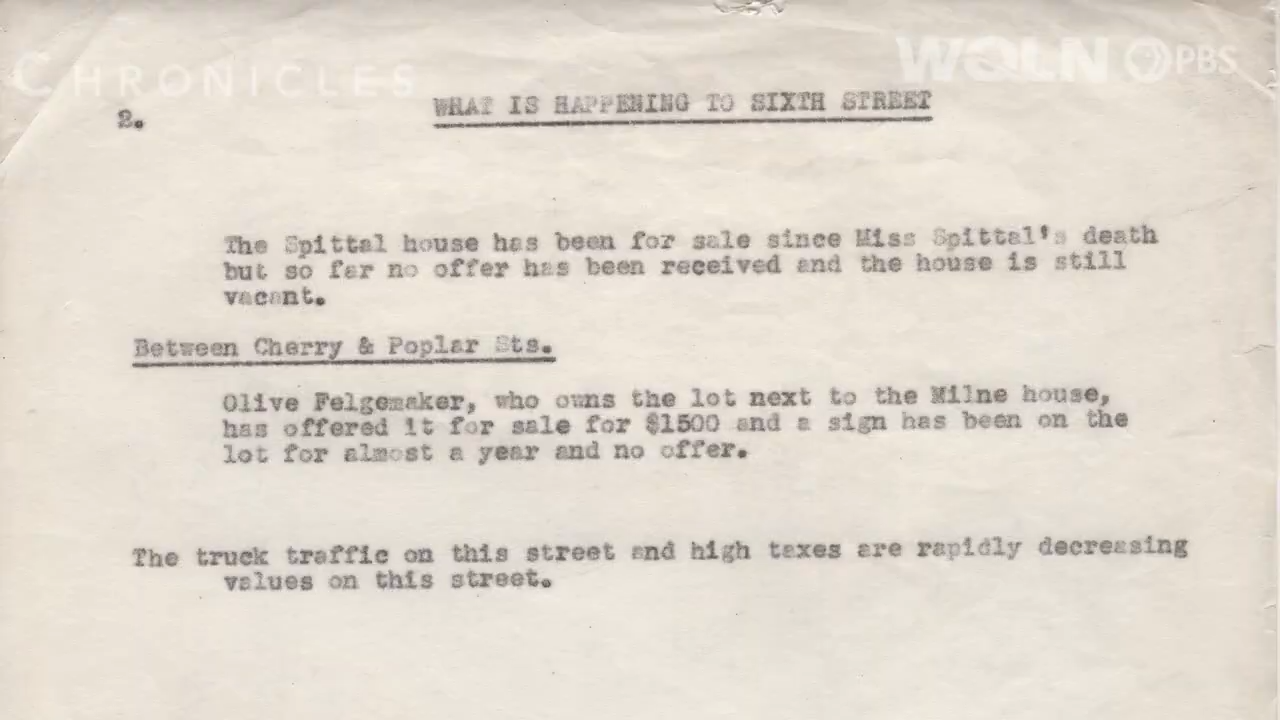 CHRONICLES
WQLN PBS
2.
WHAT IS HAPPENING TO SIXTH STREET
The Spittal house has been for sale since Miss Spittal's death
but so far no offer has been received and the house is still
vacant.
Between Cherry & Poplar Sts.
Olive Felgemaker, who owns the lot next to the Milne house,
has offered it for sale for $1500 and a sign has been on the
lot for almost a year and no offer.
The truck traffic on this street and high taxes are rapidly decreasing
values on this street.